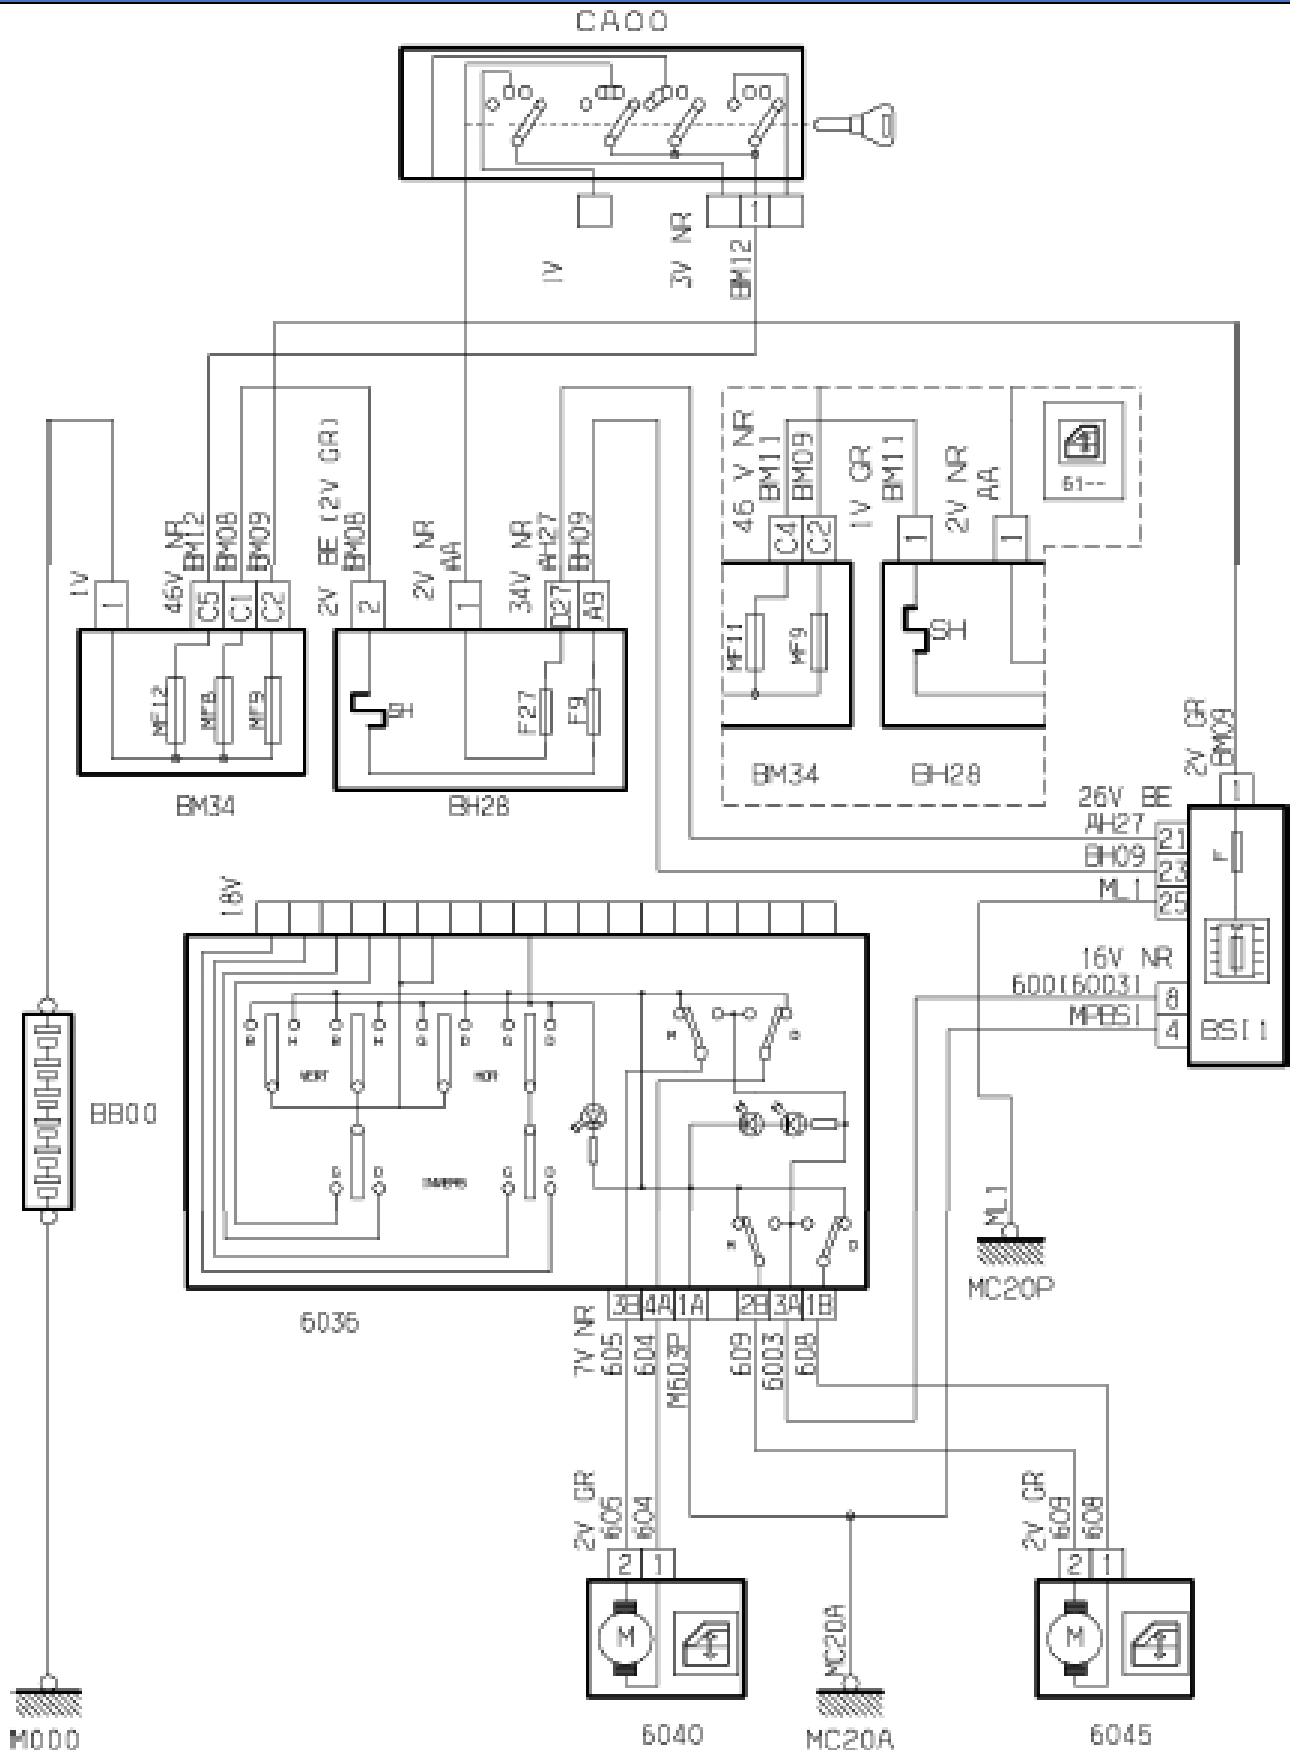 CA00
1
1V
3V NR
BM12
1V
46V NR
BM12
BM08
BM09
2V BE (2V GR)
BM08
2V NR
AA
34V NR
AH27
BH09
46 V NR
BM11
BM09
1V GR
BM11
2V NR
AA
61--
1
C5
C1
C2
2
1
D27
A9
C4
C2
1
1
MF12
MF8
MF9
SH
F27
F9
MF11
MF9
SH
BM34
BH28
BM34
BH28
2V GR
BM09
1
26V BE
AH27
21
BH09
23
ML1
25
F
16V NR
600(6003)
8
MPBSI
4
BSI1
18V
VERT
HOR
INVERS
BB00
ML1
MC20P
6036
3B
4A
1A
2B
3A
1B
7V NR
605
604
M603P
609
6003
608
2V GR
605
604
2V GR
609
608
2
1
2
1
M
M
MC20A
M000
6040
MC20A
6045